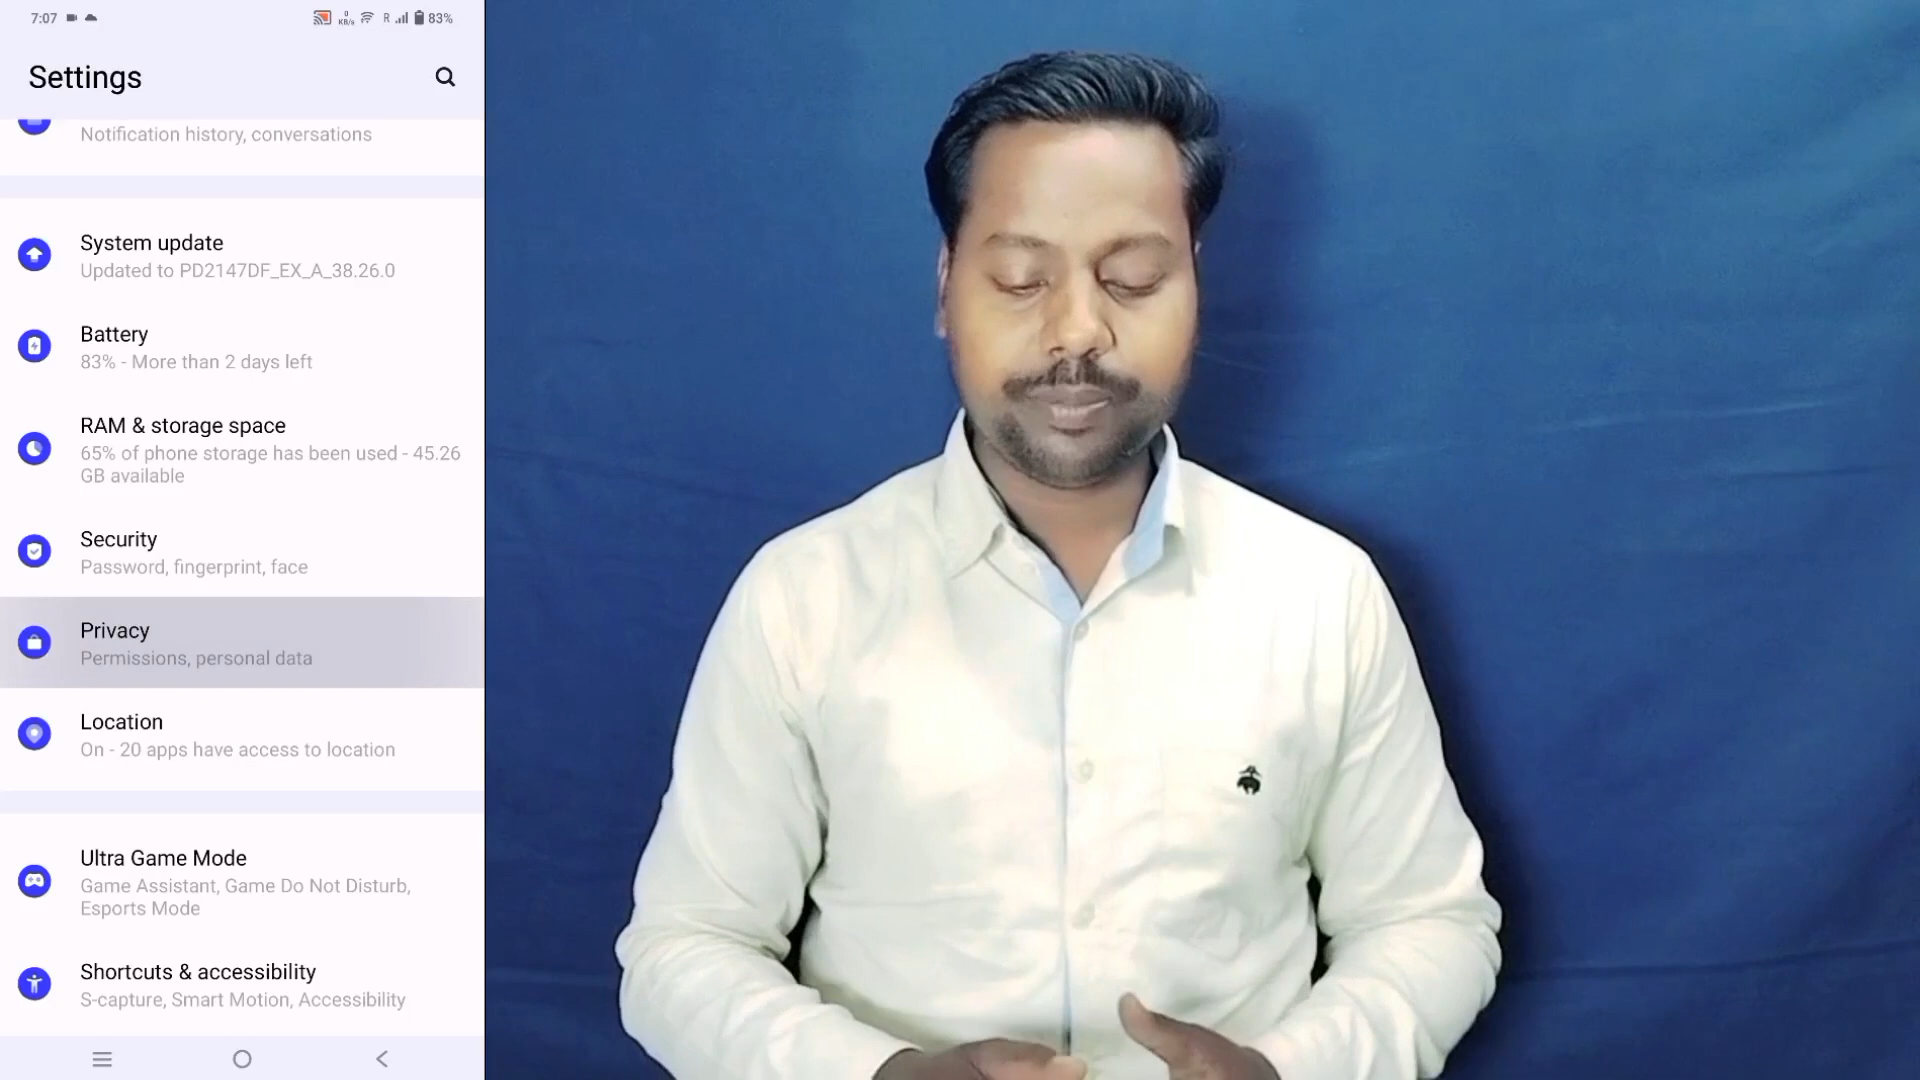 7:07
0
KB/s
R
83%
Settings
Notification history, conversations
System update
Updated to PD2147DF_EX_A_38.26.0
Battery
83% - More than 2 days left
RAM & storage space
65% of phone storage has been used - 45.26
GB available
Security
Password, fingerprint, face
Privacy
Permissions, personal data
Location
On - 20 apps have access to location
Ultra Game Mode
Game Assistant, Game Do Not Disturb,
Esports Mode
Shortcuts & accessibility
S-capture, Smart Motion, Accessibility